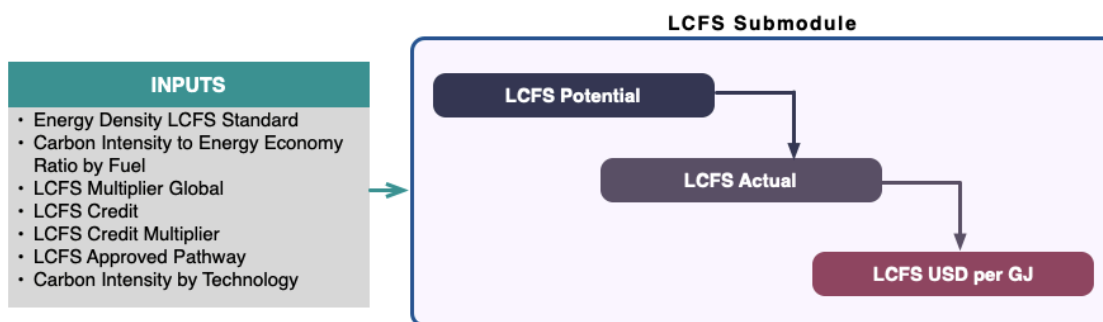 LCFS Submodule
INPUTS
• Energy Density LCFS Standard
• Carbon Intensity to Energy Economy
Ratio by Fuel
• LCFS Multiplier Global
• LCFS Credit
• LCFS Credit Multiplier
• LCFS Approved Pathway
• Carbon Intensity by Technology
LCFS Potential
LCFS Actual
LCFS USD per GJ